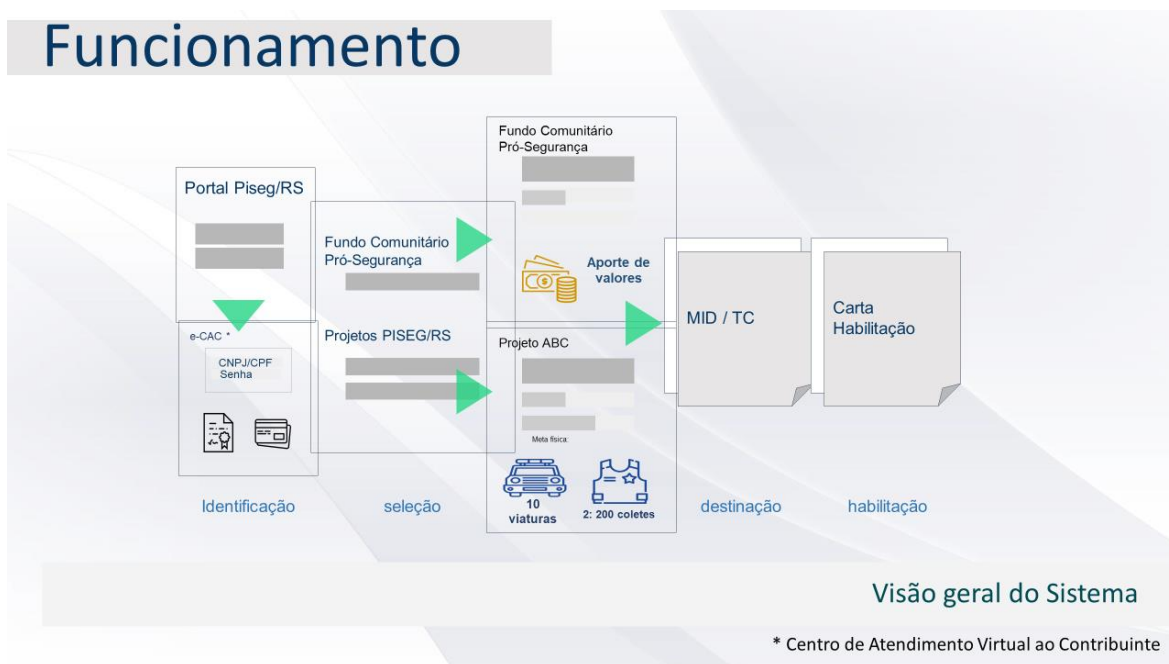 Funcionamento
Portal Piseg/RS
e-CAC *
CNPJ/CPF
Senha
Identificação
Fundo Comunitário
Pró-Segurança
Projetos PISEG/RS
seleção
Fundo Comunitário
Pró-Segurança
Aporte de
valores
Projeto ABC
Meta física:
10
viaturas
2: 200 coletes
MID / TC
destinação
Carta
Habilitação
habilitação
Visão geral do Sistema
* Centro de Atendimento Virtual ao Contribuinte